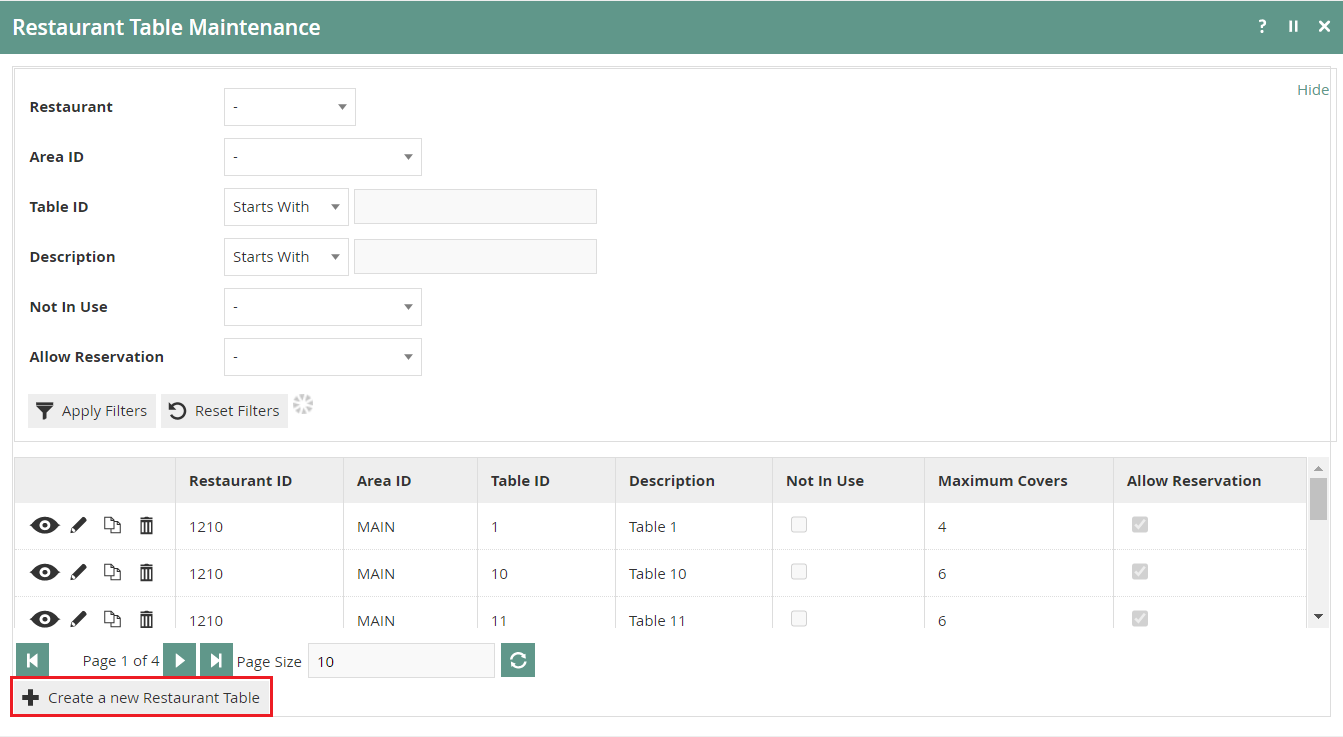 Restaurant Table Maintenance ?
Hide
Restaurant -
Area ID -
Table ID Starts With
Description Starts With
Not In Use -
Allow Reservation -
Apply Filters Reset Filters
Restaurant ID Area ID Table ID Description Not In Use Maximum Covers Allow Reservation
1210 MAIN 1 Table 1 4
1210 MAIN 10 Table 10 6
1210 MAIN 11 Table 11 6
Page 1 of 4 Page Size 10
Create a new Restaurant Table